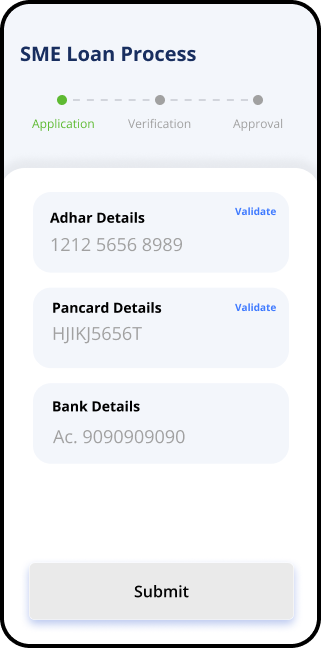 SME Loan Process
Application Verification Approval
Adhar Details Validate
1212 5656 8989
Pancard Details Validate
HJIKJ5656T
Bank Details
Ac. 9090909090
Submit